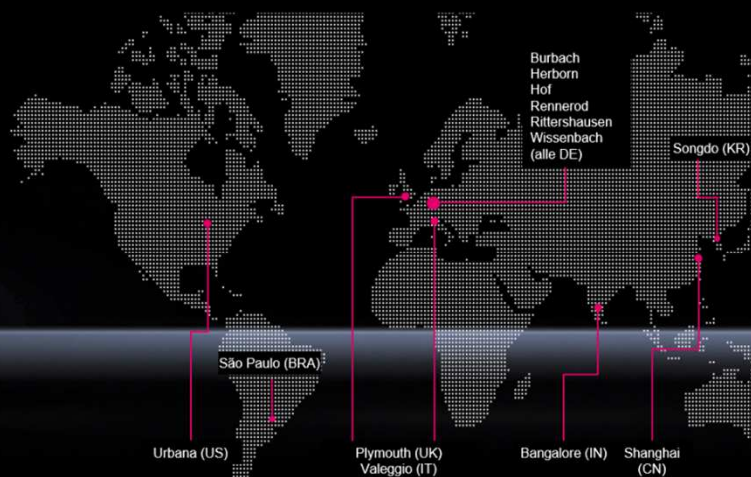 Burbach
Herborn
Hof
Rennerod
Rittershausen
Wissenbach
(alle DE)
Songdo (KR)
São Paulo (BRA)
Urbana (US)
Plymouth (UK)
Valeggio (IT)
Bangalore (IN)
Shanghai
(CN)